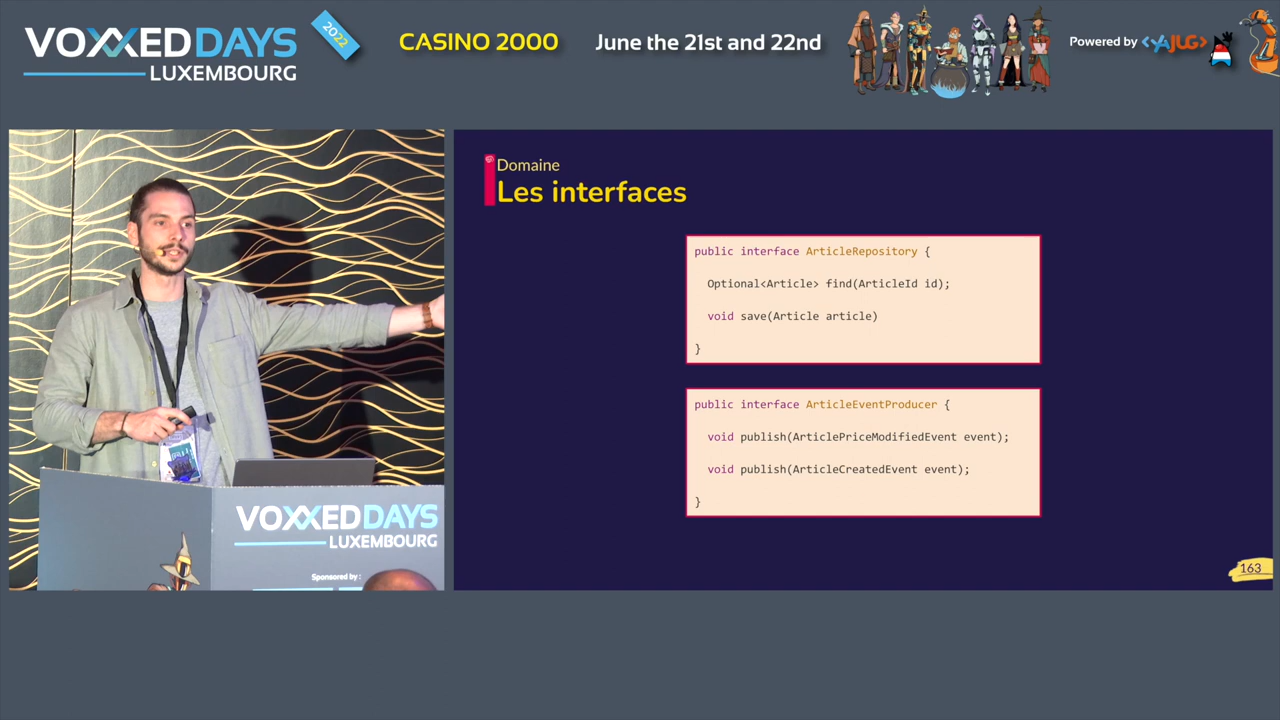 VOXXEDDAYS
LUXEMBOURG
2022
CASINO 2000
June the 21st and 22nd
Powered by <YAJUG>
Domaine
Les interfaces
public interface ArticleRepository {
Optional<Article> find(ArticleId id);
void save(Article article)
}
public interface ArticleEventProducer {
void publish(ArticlePriceModifiedEvent event);
void publish(ArticleCreatedEvent event);
}
163
VOXXEDDAYS
LUXEMBOURG
Sponsored by :